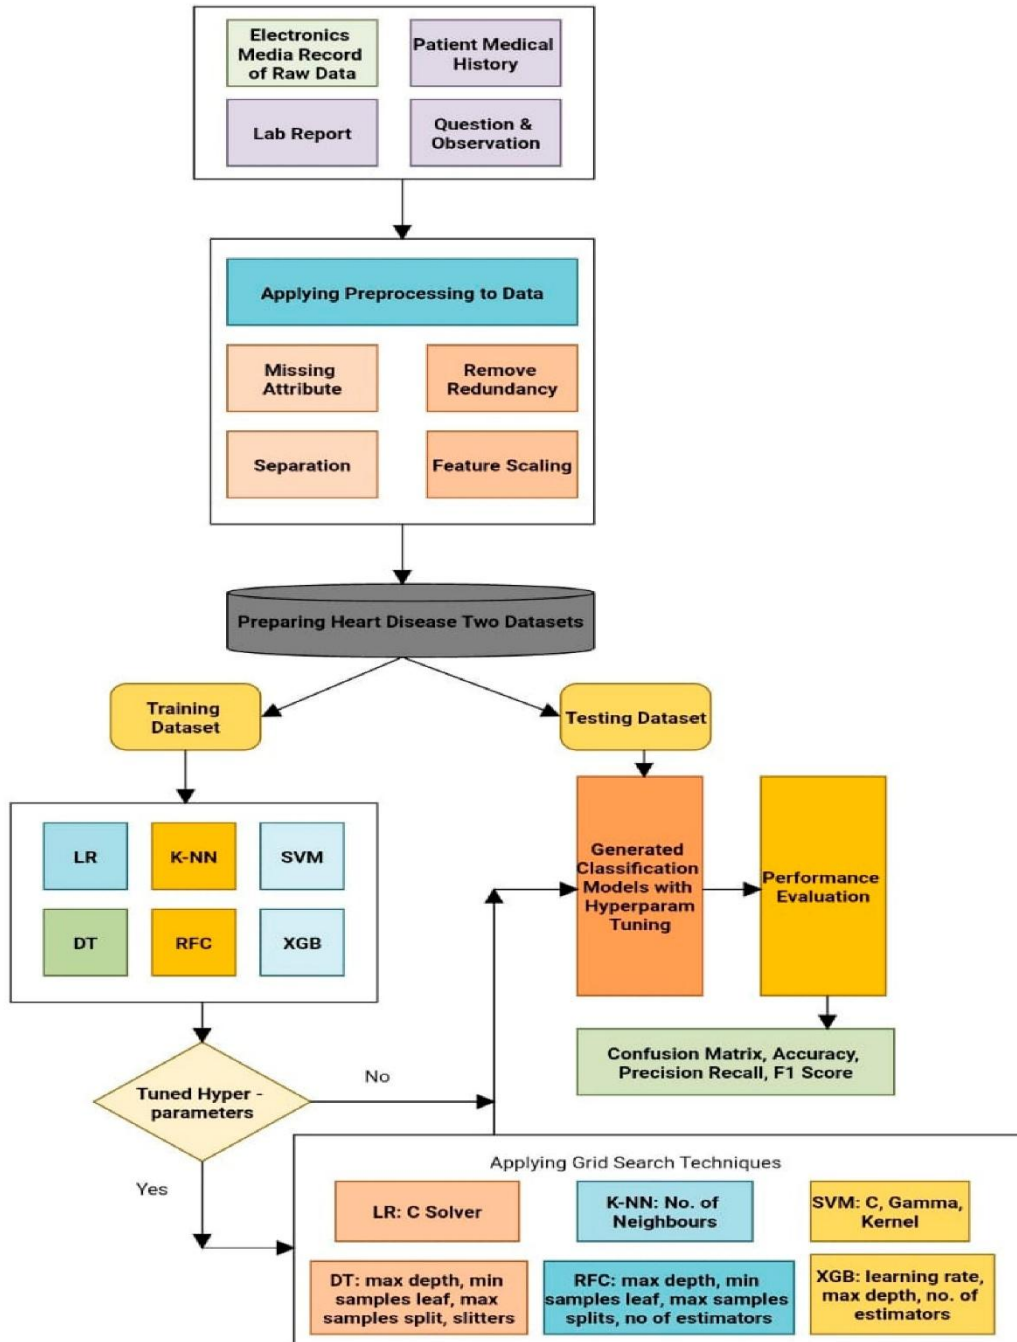 Electronics
Media Record
of Raw Data
Patient Medical
History
Lab Report
Question &
Observation
Applying Preprocessing to Data
Missing
Attribute
Remove
Redundancy
Separation
Feature Scaling
Preparing Heart Disease Two Datasets
Training
Dataset
Testing Dataset
LR
K-NN
SVM
DT
RFC
XGB
Generated
Classification
Models with
Hyperparam
Tuning
Performance
Evaluation
Confusion Matrix, Accuracy,
Precision Recall, F1 Score
Tuned Hyper -
parameters
No
Yes
Applying Grid Search Techniques
LR: C Solver
K-NN: No. of
Neighbours
SVM: C, Gamma,
Kernel
DT: max depth, min
samples leaf, max
samples split, slitters
RFC: max depth, min
samples leaf, max samples
splits, no of estimators
XGB: learning rate,
max depth, no. of
estimators